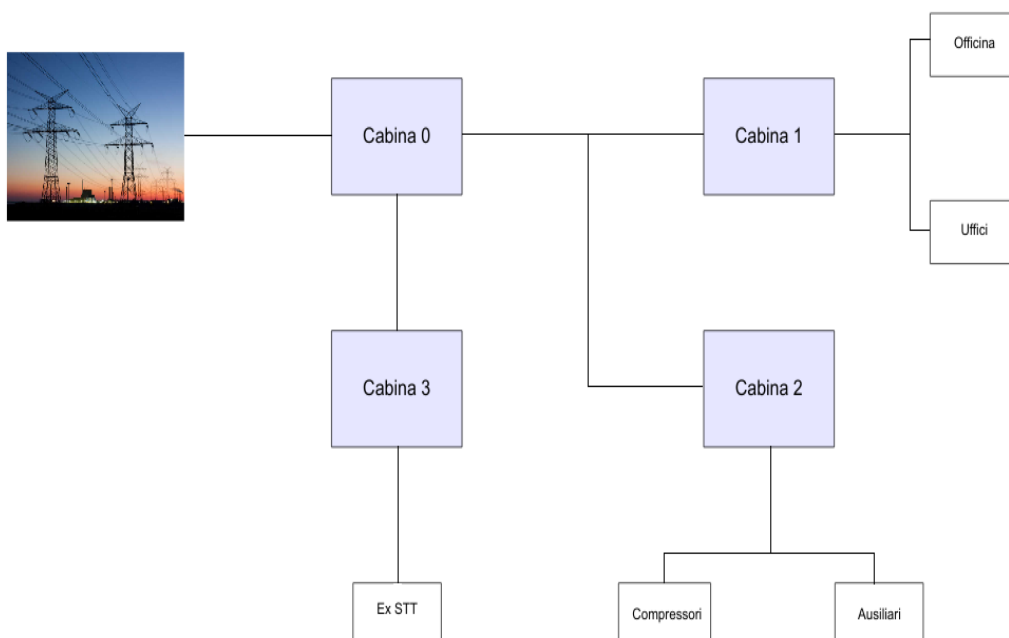 Officina
Cabina 0
Cabina 1
Uffici
Cabina 3
Cabina 2
Ex STT
Compressori
Ausiliari